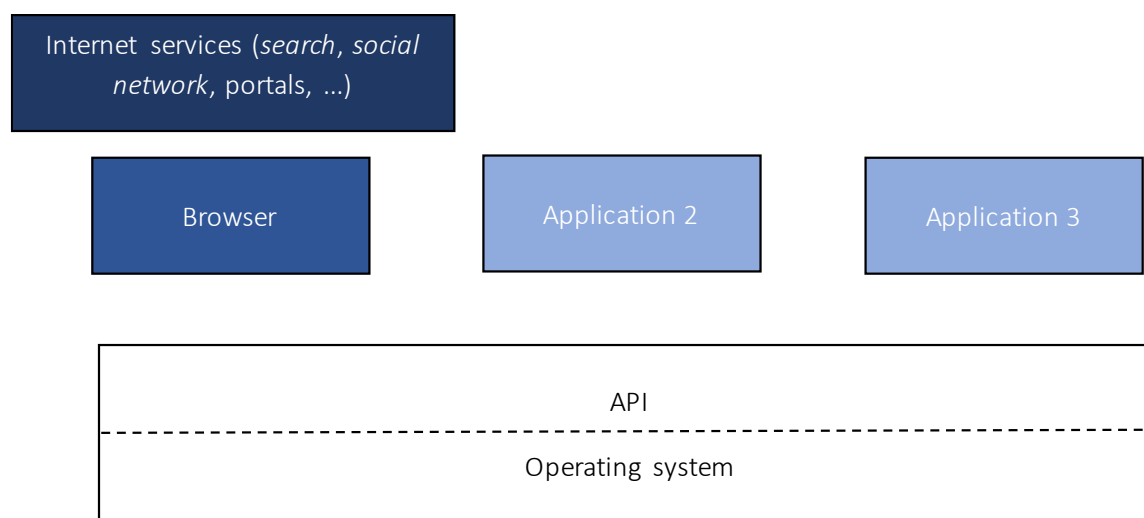 Internet services (search, social
network, portals, ...)
Browser
Application 2
Application 3
API
Operating system